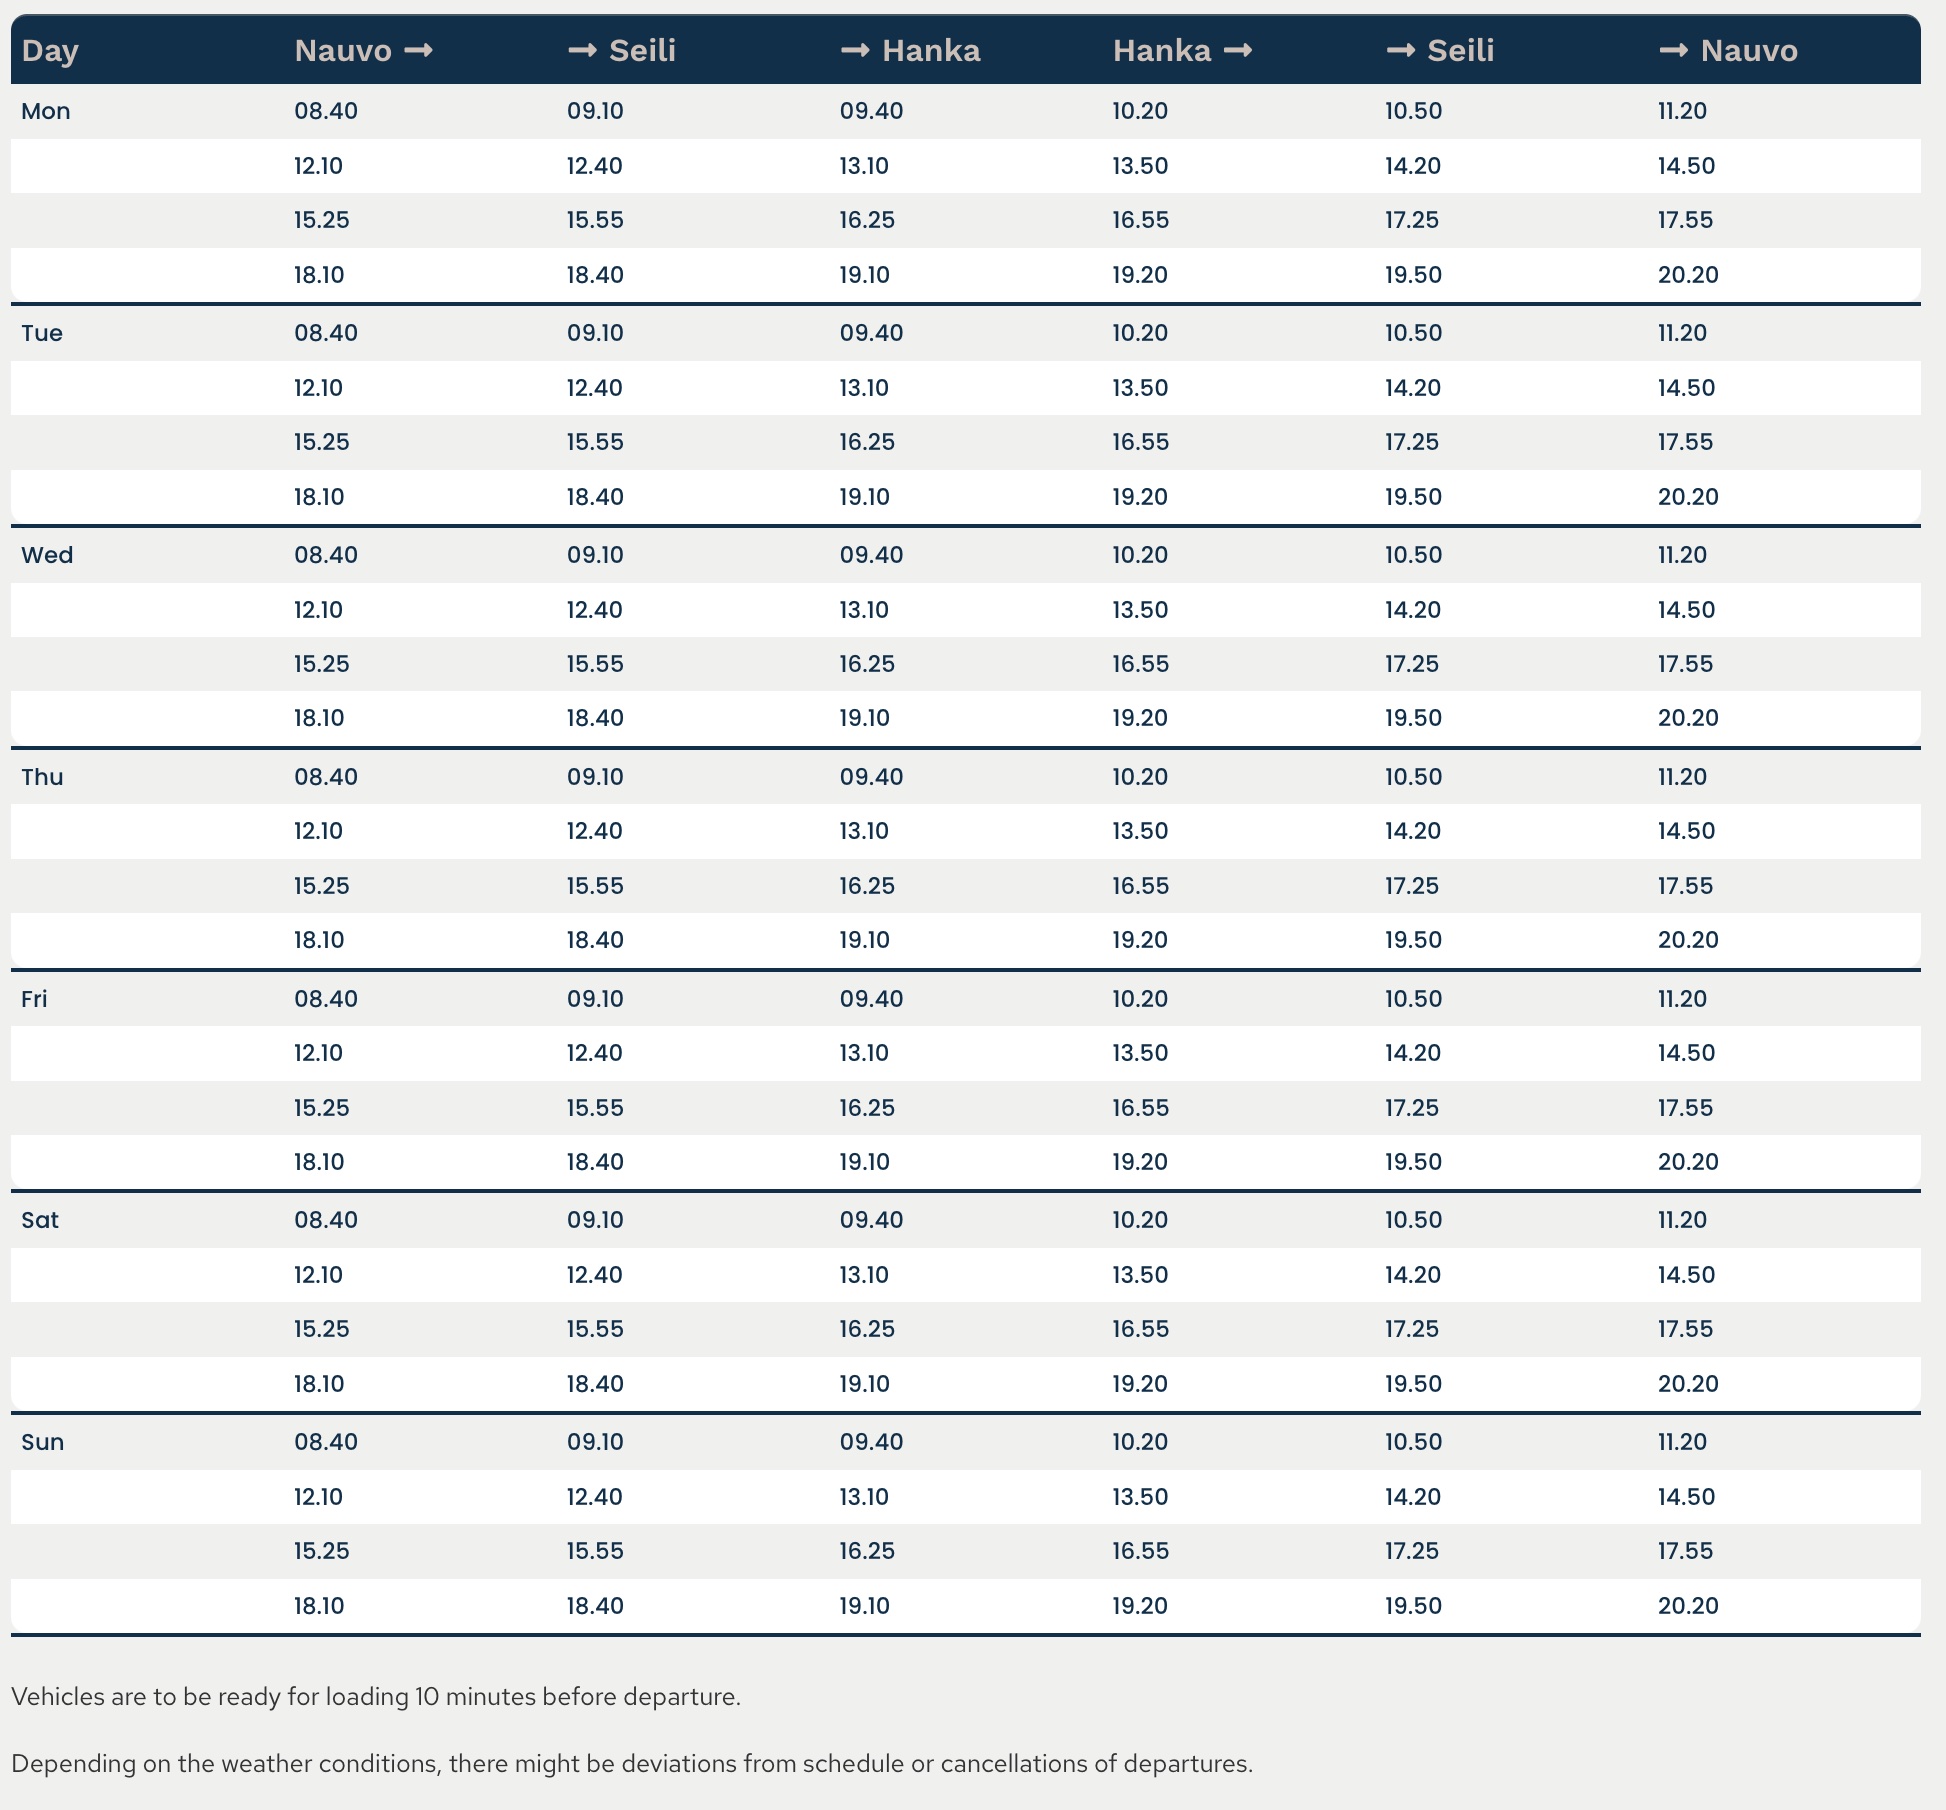 Day Nauvo → → Seili → Hanka Hanka → → Seili → Nauvo
Mon 08.40 09.10 09.40 10.20 10.50 11.20
12.10 12.40 13.10 13.50 14.20 14.50
15.25 15.55 16.25 16.55 17.25 17.55
18.10 18.40 19.10 19.20 19.50 20.20
Tue 08.40 09.10 09.40 10.20 10.50 11.20
12.10 12.40 13.10 13.50 14.20 14.50
15.25 15.55 16.25 16.55 17.25 17.55
18.10 18.40 19.10 19.20 19.50 20.20
Wed 08.40 09.10 09.40 10.20 10.50 11.20
12.10 12.40 13.10 13.50 14.20 14.50
15.25 15.55 16.25 16.55 17.25 17.55
18.10 18.40 19.10 19.20 19.50 20.20
Thu 08.40 09.10 09.40 10.20 10.50 11.20
12.10 12.40 13.10 13.50 14.20 14.50
15.25 15.55 16.25 16.55 17.25 17.55
18.10 18.40 19.10 19.20 19.50 20.20
Fri 08.40 09.10 09.40 10.20 10.50 11.20
12.10 12.40 13.10 13.50 14.20 14.50
15.25 15.55 16.25 16.55 17.25 17.55
18.10 18.40 19.10 19.20 19.50 20.20
Sat 08.40 09.10 09.40 10.20 10.50 11.20
12.10 12.40 13.10 13.50 14.20 14.50
15.25 15.55 16.25 16.55 17.25 17.55
18.10 18.40 19.10 19.20 19.50 20.20
Sun 08.40 09.10 09.40 10.20 10.50 11.20
12.10 12.40 13.10 13.50 14.20 14.50
15.25 15.55 16.25 16.55 17.25 17.55
18.10 18.40 19.10 19.20 19.50 20.20
Vehicles are to be ready for loading 10 minutes before departure.
Depending on the weather conditions, there might be deviations from schedule or cancellations of departures.